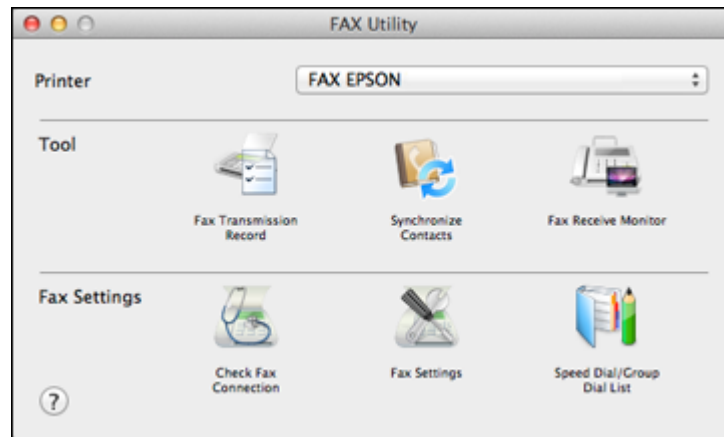 FAX Utility
Printer
FAX EPSON
Tool
Fax Transmission
Record
Synchronize
Contacts
Fax Receive Monitor
Fax Settings
Check Fax
Connection
Fax Settings
Speed Dial/Group
Dial List
?